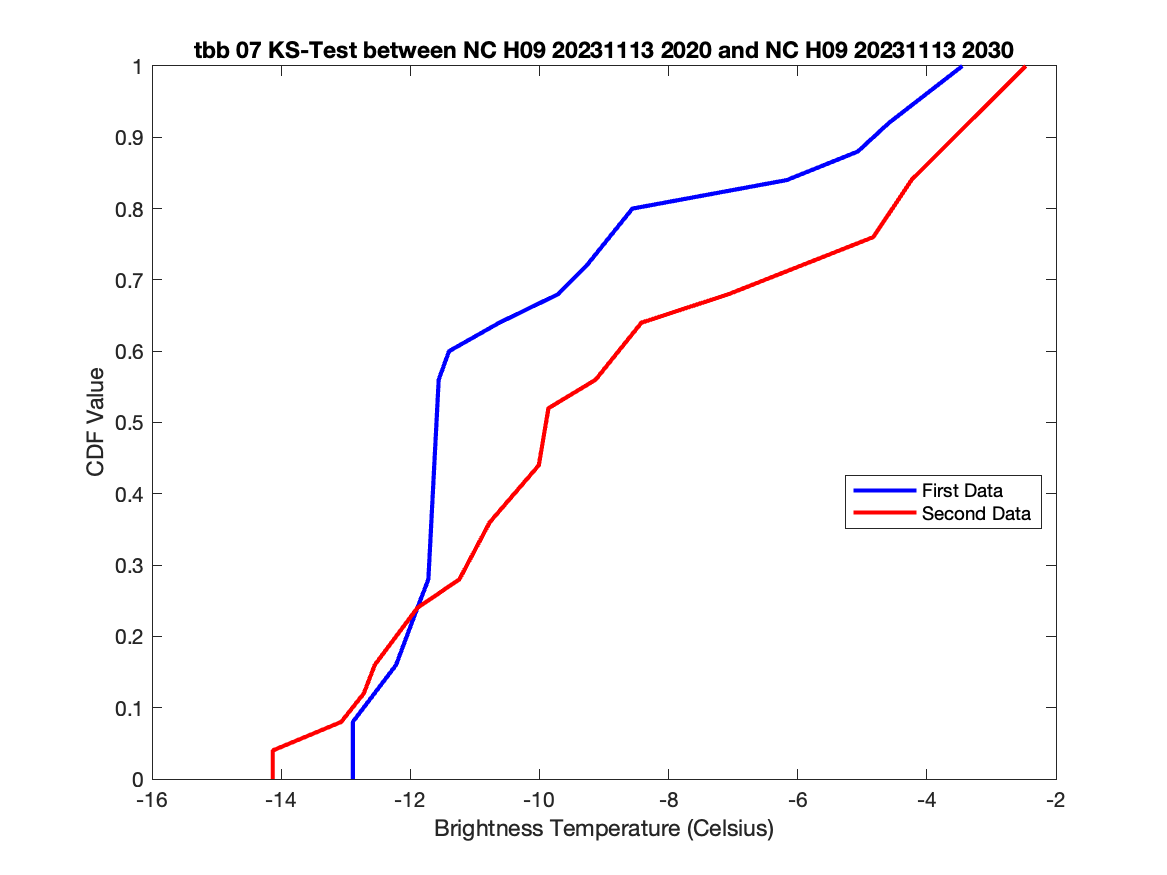 tbb 07 KS-Test between NC H09 20231113 2020 and NC H09 20231113 2030
1
0.9
0.8
0.7
0.6
0.5
0.4
0.3
0.2
0.1
0
CDF Value
First Data
Second Data
-16 -14 -12 -10 -8 -6 -4 -2
Brightness Temperature (Celsius)